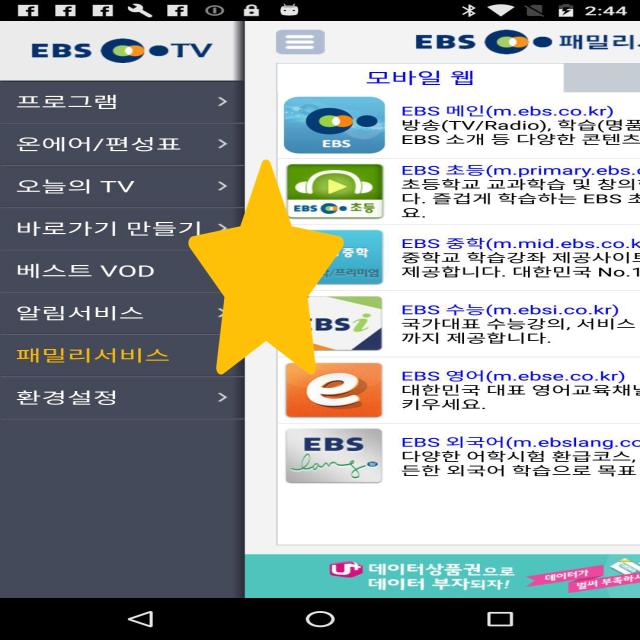 2:44
EBS TV
프로그램
온에어/편성표
오늘의 TV
바로가기 만들기
베스트 VOD
알림서비스
패밀리서비스
환경설정
EBS 패밀리
모바일 웹
EBS
EBS 메인(m.ebs.co.kr)
방송(TV/Radio), 학습(명품
EBS 소개 등 다양한 콘텐츠
EBS 초등
EBS 초등(m.primary.ebs.
초등학교 교과학습 및 창의
다. 즐겁게 학습하는 EBS 초
요.
중학
학/프리미엄
EBS 중학(m.mid.ebs.co.k
중학교 학습강좌 제공사이트
제공합니다. 대한민국 No.1
EBSi
EBS 수능(m.ebsi.co.kr)
국가대표 수능강의, 서비스
까지 제공합니다.
e
EBS 영어(m.ebse.co.kr)
대한민국 대표 영어교육채널
키우세요.
EBS
lang
EBS 외국어(m.ebslang.co
다양한 어학시험 환급코스,
든한 외국어 학습으로 목표
U+ 데이터상품권으로
데이터 부자되자!
데이터가
벌써 부족하